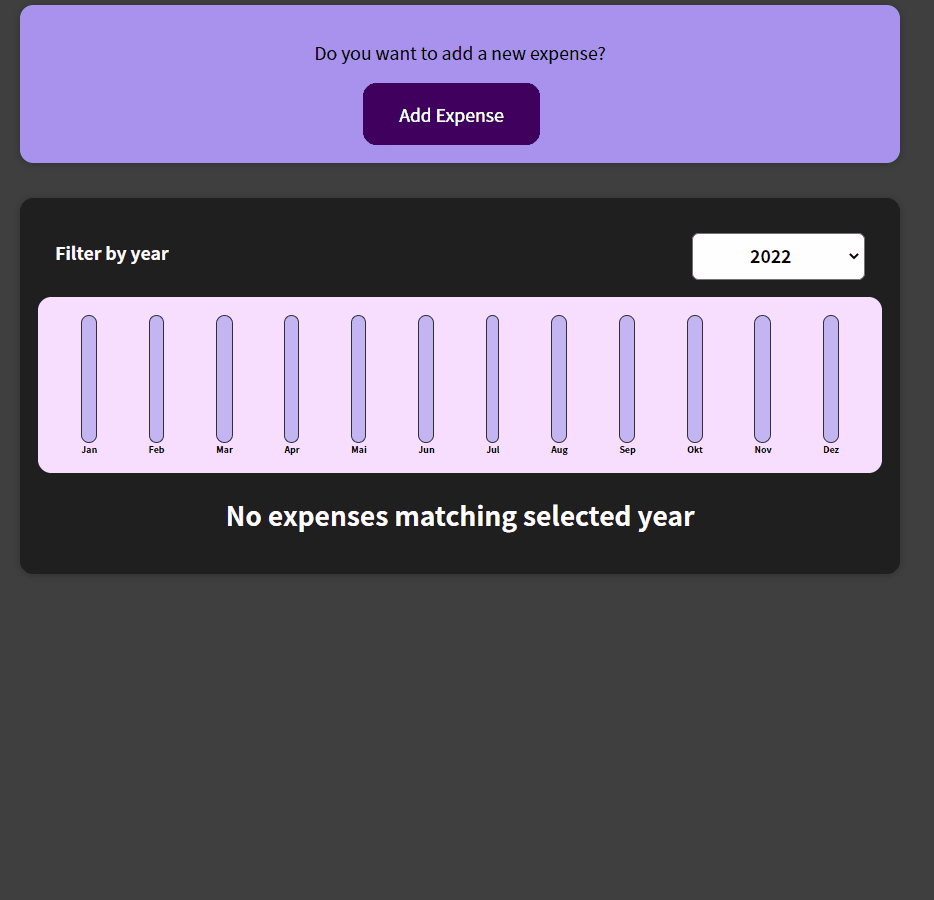 Do you want to add a new expense?
Add Expense
Filter by year
2022
Jan Feb Mar Apr Mai Jun Jul Aug Sep Okt Nov Dez
No expenses matching selected year